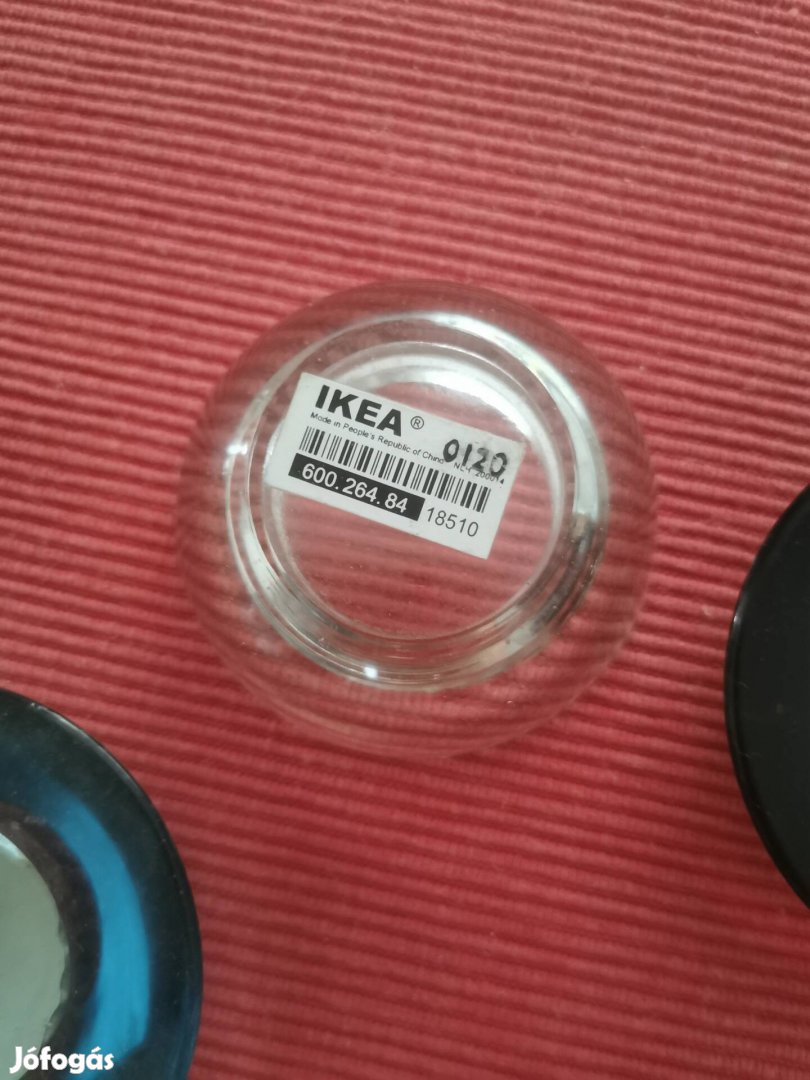 IKEA®
Made in People's Republic of China
0120
600.264.84 18510
Jófogás